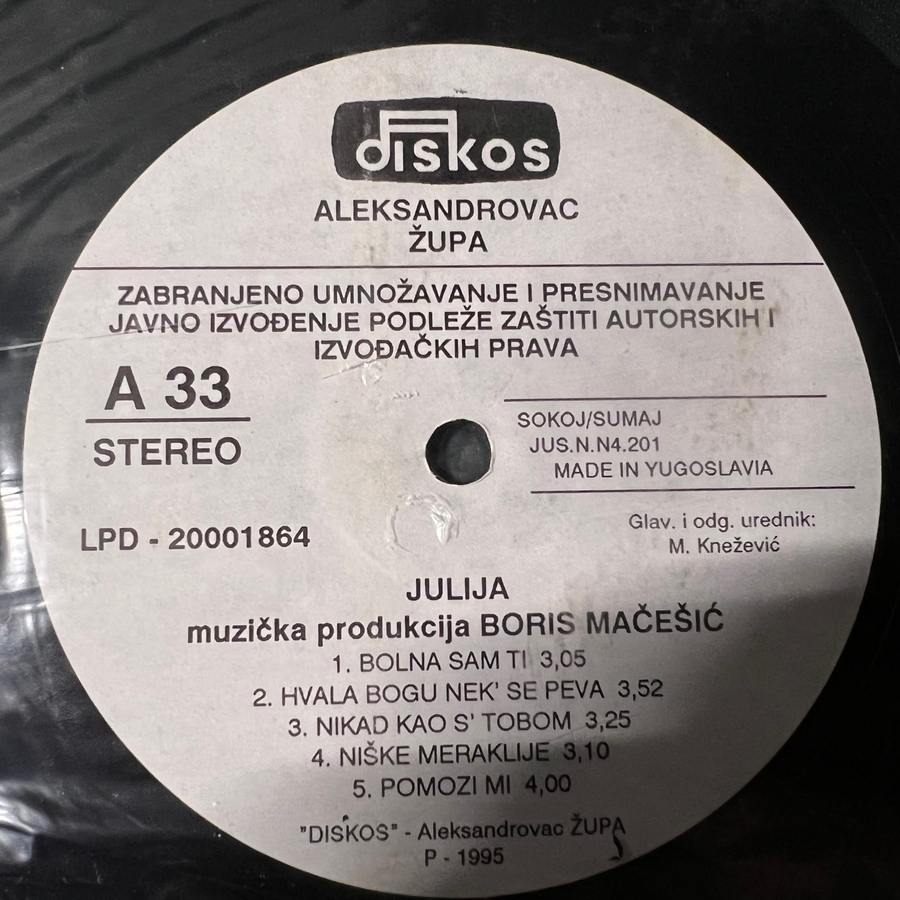 diskos
ALEKSANDROVAC
ŽUPA
ZABRANJENO UMNOŽAVANJE I PRESNIMAVANJE
JAVNO IZVOĐENJE PODLEŽE ZAŠTITI AUTORSKIH I
IZVOĐAČKIH PRAVA
A 33
STEREO
SOKOJ/SUMAJ
JUS.N.N4.201
MADE IN YUGOSLAVIA
LPD - 20001864
Glav. i odg. urednik:
M. Knežević
JULIJA
muzička produkcija BORIS MAČEŠIĆ
1. BOLNA SAM TI 3,05
2. HVALA BOGU NEK' SE PEVA 3,52
3. NIKAD KAO S' TOBOM 3,25
4. NIŠKE MERAKLIJE 3,10
5. POMOZI MI 4,00
"DISKOS" - Aleksandrovac ŽUPA
P - 1995